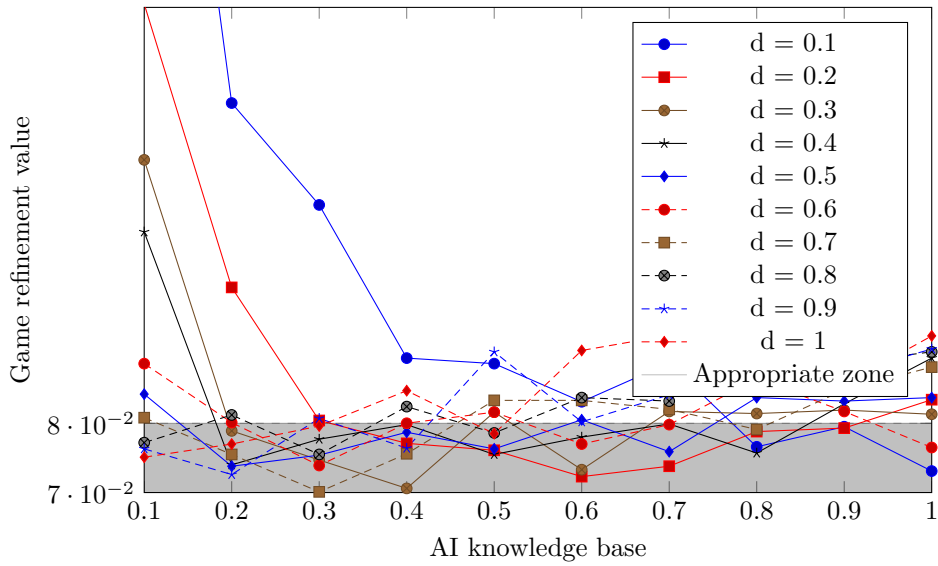 d = 0.1
d = 0.2
d = 0.3
d = 0.4
d = 0.5
d = 0.6
d = 0.7
d = 0.8
d = 0.9
d = 1
Appropriate zone
Game refinement value
8 · 10⁻²
7 · 10⁻²
0.1 0.2 0.3 0.4 0.5 0.6 0.7 0.8 0.9 1
AI knowledge base